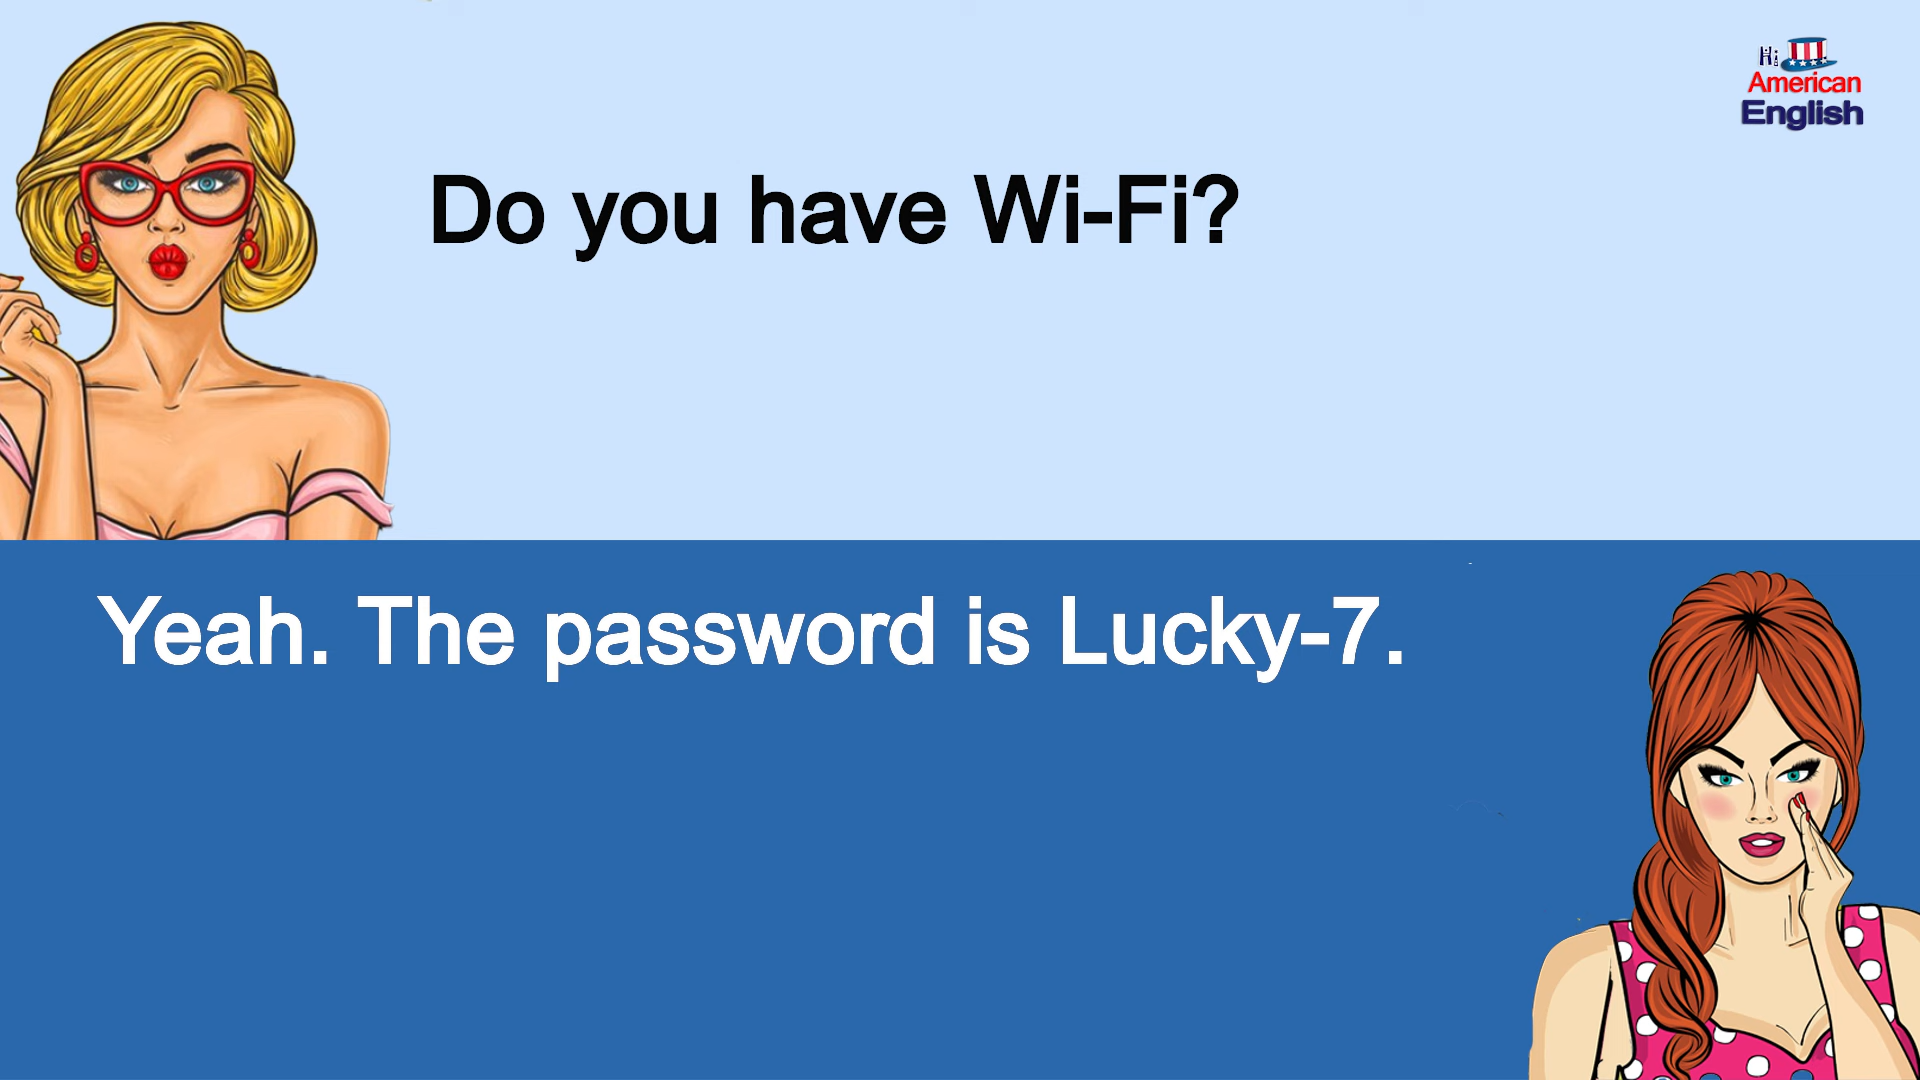 Hi
American
English
Do you have Wi-Fi?
Yeah. The password is Lucky-7.